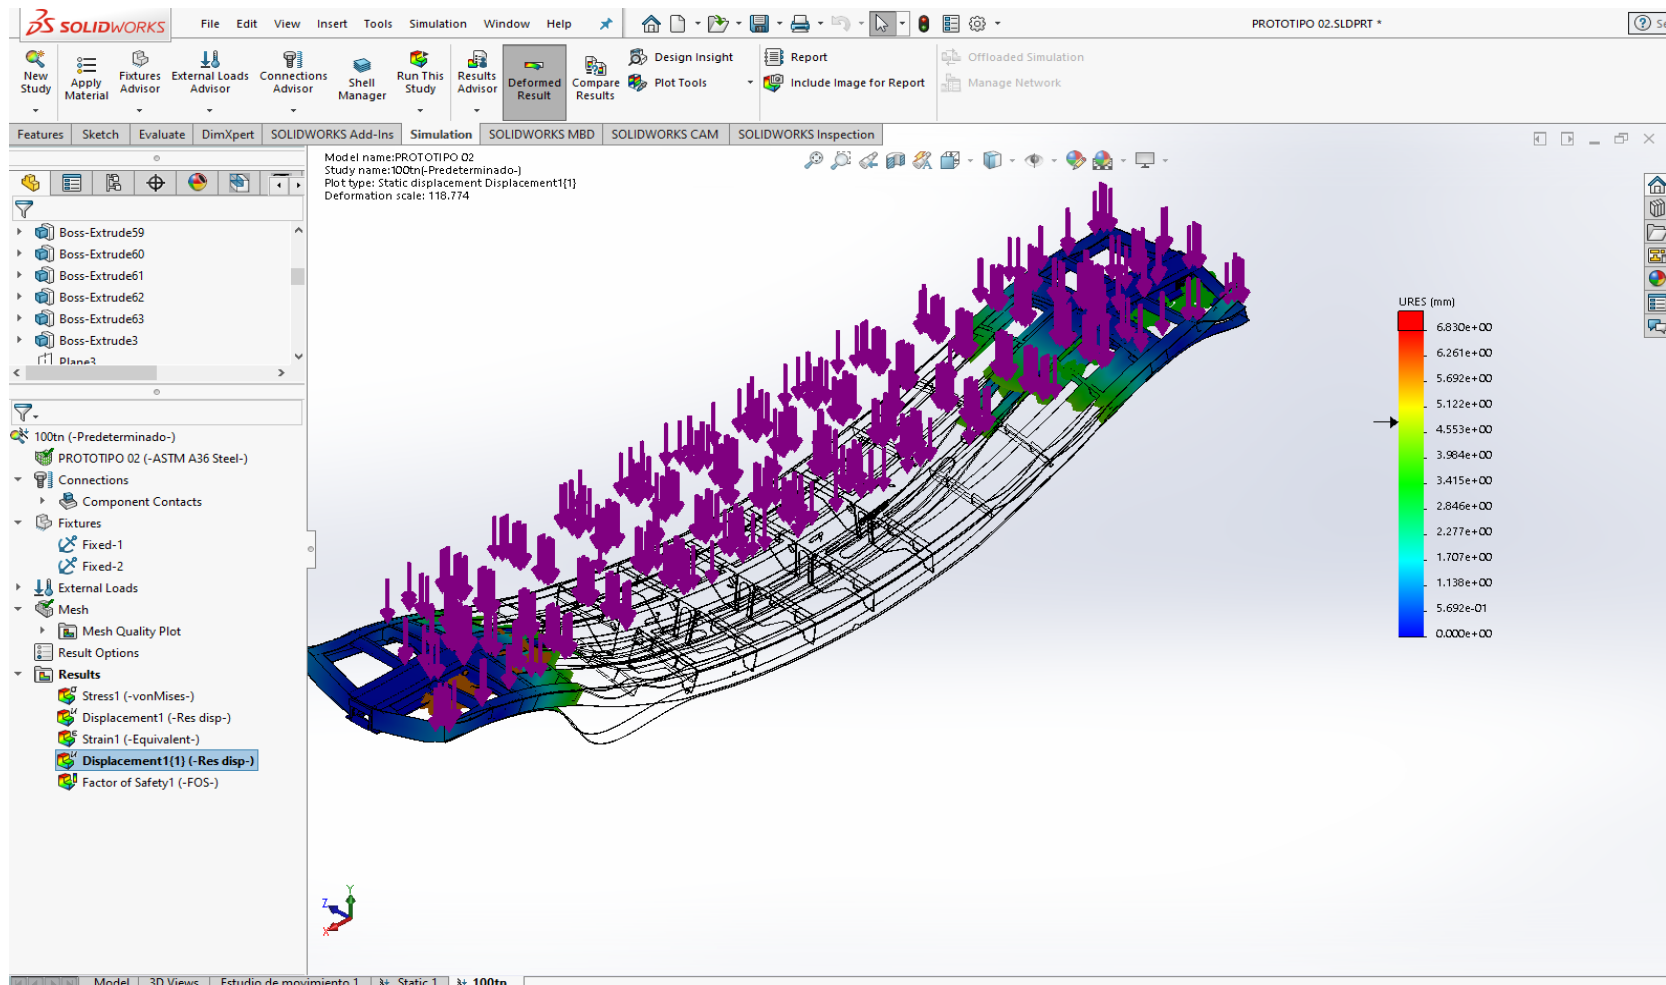 SOLIDWORKS File Edit View Insert Tools Simulation Window Help PROTOTIPO 02.SLDPRT *
New Study
Apply Material
Fixtures Advisor
External Loads Advisor
Connections Advisor
Shell Manager
Run This Study
Results Advisor
Deformed Result
Compare Results
Design Insight
Plot Tools
Report
Include Image for Report
Offloaded Simulation
Manage Network
Features Sketch Evaluate DimXpert SOLIDWORKS Add-Ins Simulation SOLIDWORKS MBD SOLIDWORKS CAM SOLIDWORKS Inspection
Model name:PROTOTIPO 02
Study name:100tn(-Predeterminado-)
Plot type: Static displacement Displacement1{1}
Deformation scale: 118.774
Boss-Extrude59
Boss-Extrude60
Boss-Extrude61
Boss-Extrude62
Boss-Extrude63
Boss-Extrude3
Plane3
100tn (-Predeterminado-)
PROTOTIPO 02 (-ASTM A36 Steel-)
Connections
Component Contacts
Fixtures
Fixed-1
Fixed-2
External Loads
Mesh
Mesh Quality Plot
Result Options
Results
Stress1 (-vonMises-)
Displacement1 (-Res disp-)
Strain1 (-Equivalent-)
Displacement1{1} (-Res disp-)
Factor of Safety1 (-FOS-)
URES (mm)
6.830e+00
6.261e+00
5.692e+00
5.122e+00
4.553e+00
3.984e+00
3.415e+00
2.846e+00
2.277e+00
1.707e+00
1.138e+00
5.692e-01
0.000e+00
Y
Z
X
Model 3D Views Estudio de movimiento 1 Static 1 100tn